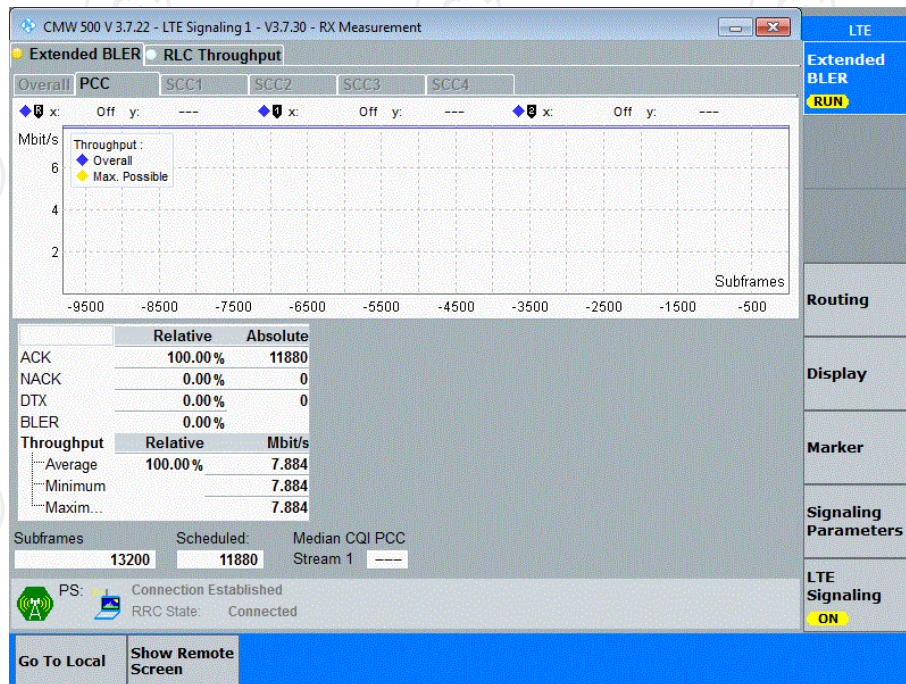 CMW 500 V 3.7.22 - LTE Signaling 1 - V3.7.30 - RX Measurement
LTE
Extended BLER RLC Throughput
Extended BLER
RUN
Overall PCC SCC1 SCC2 SCC3 SCC4
R x: Off y: --- 1 x: Off y: --- 2 x: Off y: ---
Mbit/s
Throughput :
Overall
Max. Possible
6
4
2
Subframes
-9500 -8500 -7500 -6500 -5500 -4500 -3500 -2500 -1500 -500
Routing
Relative Absolute
ACK 100.00 % 11880
NACK 0.00 % 0
DTX 0.00 % 0
BLER 0.00 %
Display
Throughput Relative Mbit/s
Average 100.00 % 7.884
Minimum 7.884
Maxim... 7.884
Marker
Subframes Scheduled: Median CQI PCC
13200 11880 Stream 1 ---
Signaling Parameters
PS: Connection Established
RRC State: Connected
LTE Signaling
ON
Go To Local
Show Remote Screen